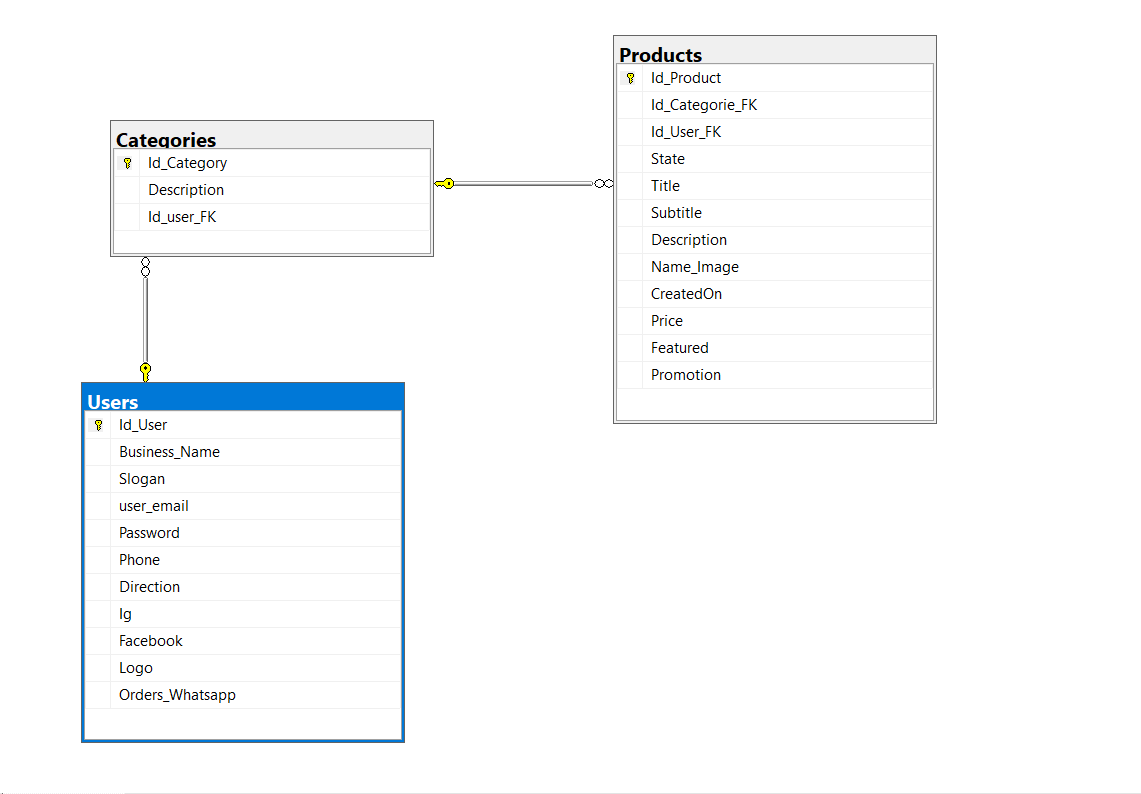 Products
Id_Product
Id_Categorie_FK
Id_User_FK
State
Title
Subtitle
Description
Name_Image
CreatedOn
Price
Featured
Promotion
Categories
Id_Category
Description
Id_user_FK
Users
Id_User
Business_Name
Slogan
user_email
Password
Phone
Direction
Ig
Facebook
Logo
Orders_Whatsapp